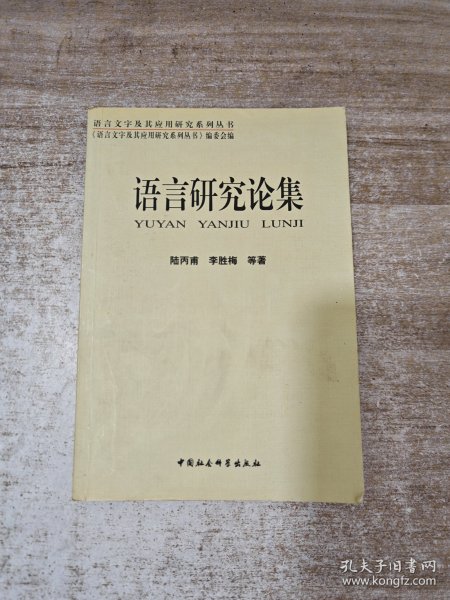 语言文字及其应用研究系列丛书
《语言文字及其应用研究系列丛书》编委会编
语言研究论集
YUYAN YANJIU LUNJI
陆丙甫 李胜梅 等著
中国社会科学出版社
孔夫子旧书网
www.kongfz.com